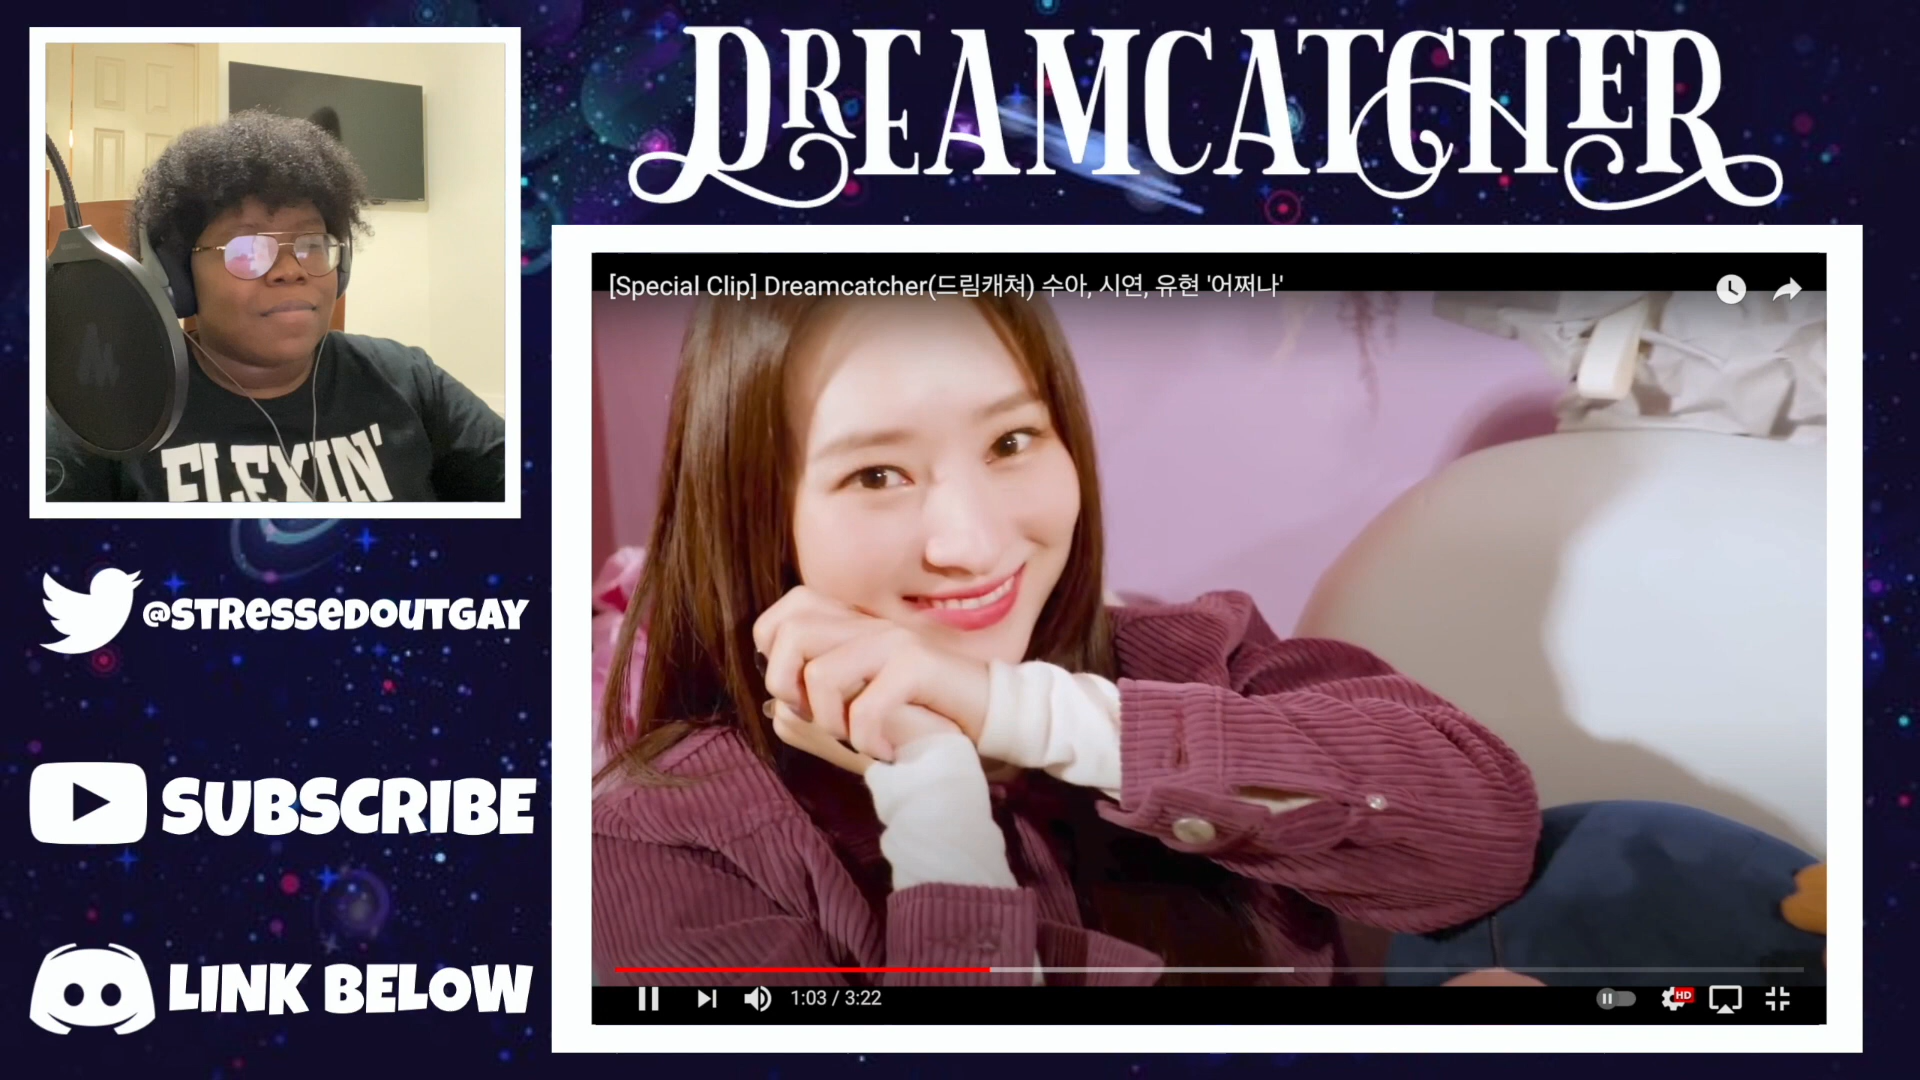 DREAMCATCHER
[Special Clip] Dreamcatcher(드림캐쳐) 수아, 시연, 유현 '어쩌나'
FLEXIN'
@STRESSEDOUTGAY
SUBSCRIBE
LINK BELOW
1:03 / 3:22
HD